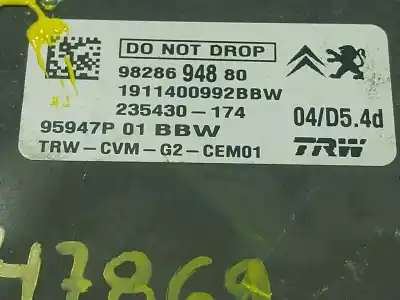 DO NOT DROP
98286 948 80
1911400992BBW
235430-174
04/D5.4d
95947P 01 BBW
TRW
TRW-CVM-G2-CEM01
H7868